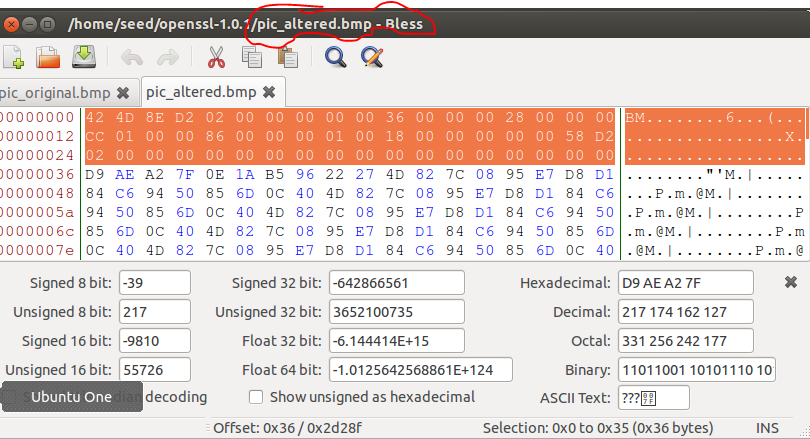 /home/seed/openssl-1.0.1/pic_altered.bmp - Bless
pic_original.bmp pic_altered.bmp
00000000 42 4D 8E D2 02 00 00 00 00 00 36 00 00 00 28 00 00 00 BM........6...(...
00000012 CC 01 00 00 86 00 00 00 01 00 18 00 00 00 00 00 58 D2 ................X.
00000024 02 00 00 00 00 00 00 00 00 00 00 00 00 00 00 00 00 00 ..................
00000036 D9 AE A2 7F 0E 1A B5 96 22 27 4D 82 7C 08 95 E7 D8 D1 ........"'M.|.....
00000048 84 C6 94 50 85 6D 0C 40 4D 82 7C 08 95 E7 D8 D1 84 C6 ...P.m.@M.|.......
0000005a 94 50 85 6D 0C 40 4D 82 7C 08 95 E7 D8 D1 84 C6 94 50 .P.m.@M.|........P
0000006c 85 6D 0C 40 4D 82 7C 08 95 E7 D8 D1 84 C6 94 50 85 6D .m.@M.|........P.m
0000007e 0C 40 4D 82 7C 08 95 E7 D8 D1 84 C6 94 50 85 6D 0C 40 .@M.|........P.m.@
Signed 8 bit: -39 Signed 32 bit: -642866561 Hexadecimal: D9 AE A2 7F
Unsigned 8 bit: 217 Unsigned 32 bit: 3652100735 Decimal: 217 174 162 127
Signed 16 bit: -9810 Float 32 bit: -6.144414E+15 Octal: 331 256 242 177
Unsigned 16 bit: 55726 Float 64 bit: -1.0125642568861E+124 Binary: 11011001 10101110 10
Ubuntu One decoding Show unsigned as hexadecimal ASCII Text: ???
Offset: 0x36 / 0x2d28f Selection: 0x0 to 0x35 (0x36 bytes) INS